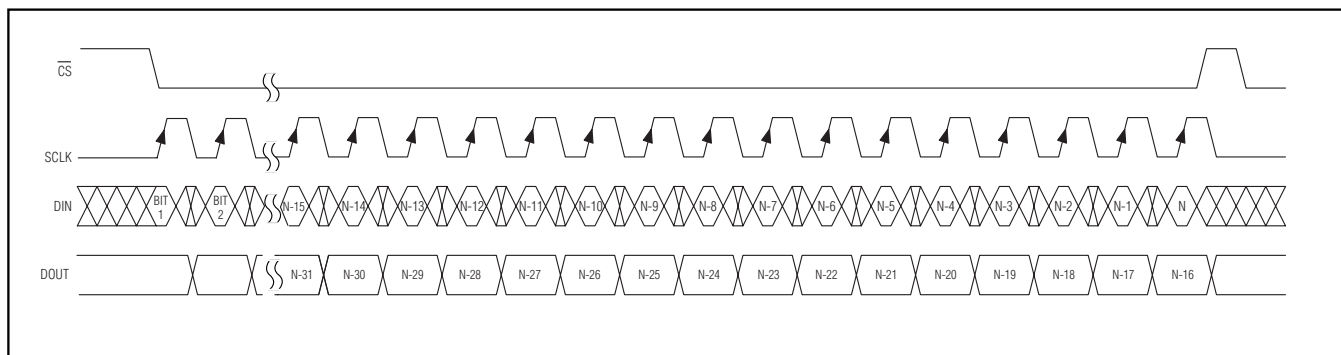 CS
SCLK
DIN BIT 1 BIT 2 N-15 N-14 N-13 N-12 N-11 N-10 N-9 N-8 N-7 N-6 N-5 N-4 N-3 N-2 N-1 N
DOUT N-31 N-30 N-29 N-28 N-27 N-26 N-25 N-24 N-23 N-22 N-21 N-20 N-19 N-18 N-17 N-16